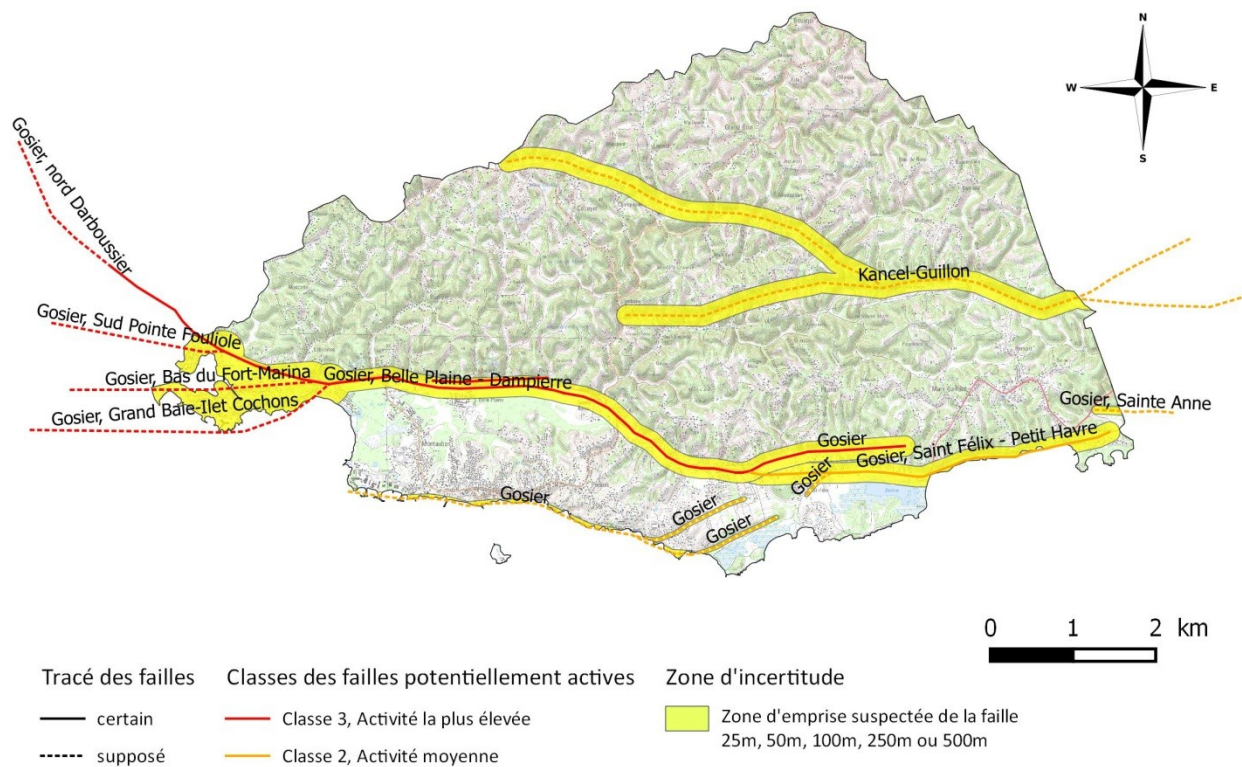 N
W E
S
Gosier, nord Darboussier
Kancel-Guillon
Gosier, Sud Pointe Fouliole
Gosier, Bas du Fort-Marina
Gosier, Belle Plaine - Dampierre
Gosier, Grand Baie-Ilet Cochons
Gosier, Sainte Anne
Gosier
Gosier, Saint Félix - Petit Havre
Gosier
Gosier
Gosier
Gosier
0 1 2 km
Tracé des failles
certain
supposé
Classes des failles potentiellement actives
Classe 3, Activité la plus élevée
Classe 2, Activité moyenne
Zone d'incertitude
Zone d'emprise suspectée de la faille
25m, 50m, 100m, 250m ou 500m